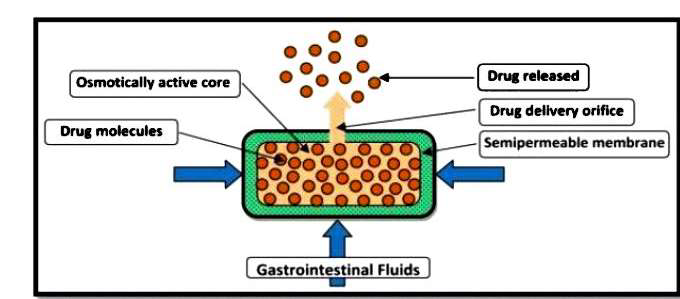 Drug released
Osmotically active core
Drug delivery orifice
Drug molecules
Semipermeable membrane
Gastrointestinal Fluids